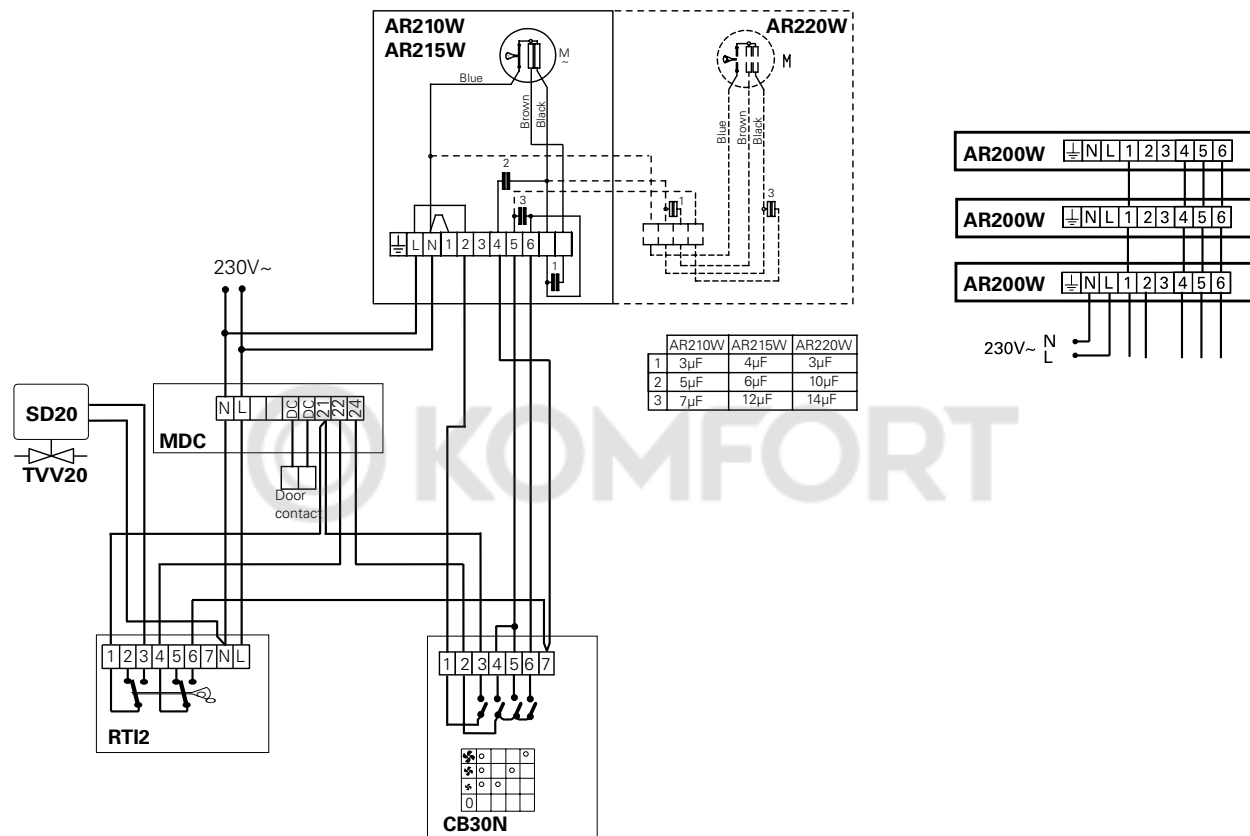 AR210W
AR215W
M
~
Blue
Brown
Black
2
3
1
L N 1 2 3 4 5 6
AR220W
M
Blue
Brown
Black
1
3
AR200W N L 1 2 3 4 5 6
AR200W N L 1 2 3 4 5 6
AR200W N L 1 2 3 4 5 6
230V~ N
L
230V~
AR210W AR215W AR220W
1 3µF 4µF 3µF
2 5µF 6µF 10µF
3 7µF 12µF 14µF
SD20
TVV20
N L DC DC 21 22 24
MDC
Door
contact
KOMFORT
1 2 3 4 5 6 7 N L
RTI2
1 2 3 4 5 6 7
0
CB30N